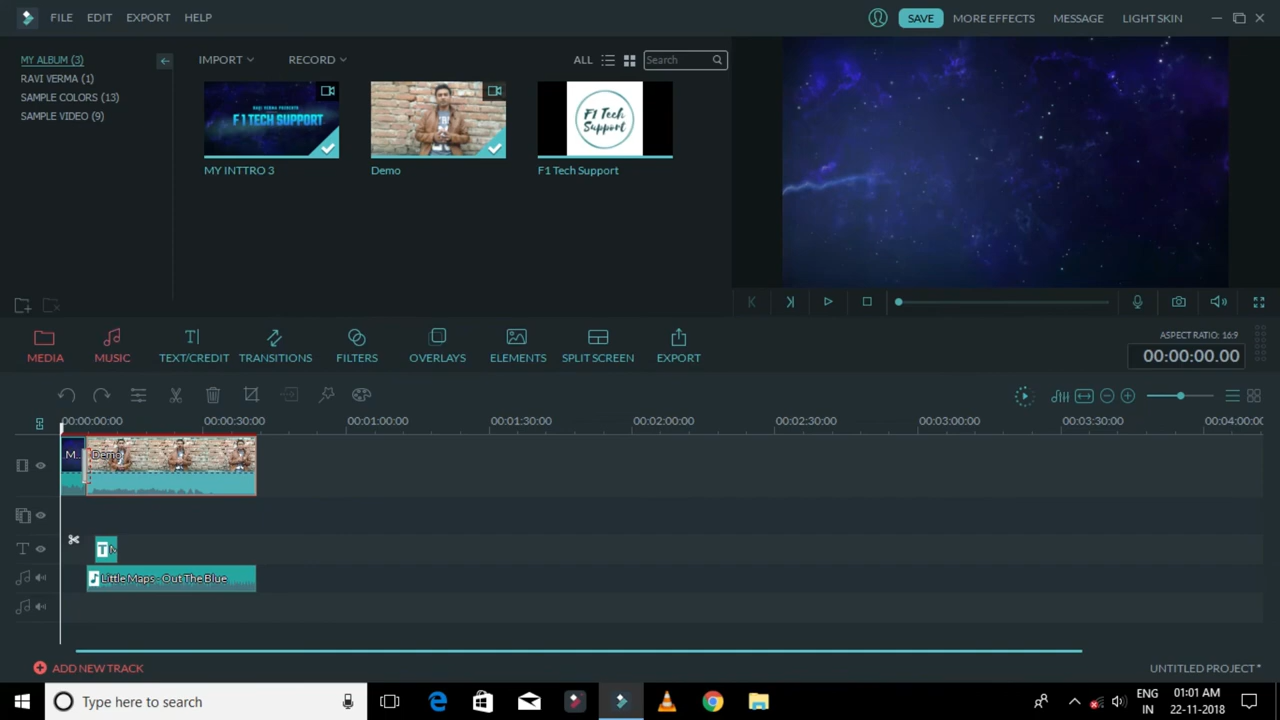 FILE EDIT EXPORT HELP
SAVE MORE EFFECTS MESSAGE LIGHT SKIN
MY ALBUM (3)
RAVI VERMA (1)
SAMPLE COLORS (13)
SAMPLE VIDEO (9)
IMPORT RECORD ALL Search
RAVI VERMA PRESENTS
F1 TECH SUPPORT
F1 Tech
Support
MY INTTRO 3 Demo F1 Tech Support
ASPECT RATIO: 16:9
00:00:00.00
MEDIA MUSIC TEXT/CREDIT TRANSITIONS FILTERS OVERLAYS ELEMENTS SPLIT SCREEN EXPORT
00:00:00:00 00:00:30:00 00:01:00:00 00:01:30:00 00:02:00:00 00:02:30:00 00:03:00:00 00:03:30:00 00:04:00:00
M... Demo
T M
Little Maps - Out The Blue
ADD NEW TRACK UNTITLED PROJECT*
Type here to search
ENG
IN
01:01 AM
22-11-2018